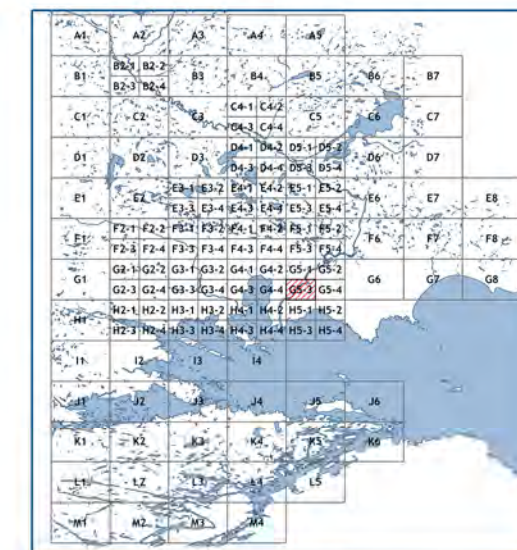 A1 A2 A3 A4 A5
B2-1 B2-2
B1 B3 B4 B5 B6 B7
B2-3 B2-4
C4-1 C4-2
C1 C2 C3 C5 C6 C7
C4-3 C4-4
D4-1 D4-2 D5-1 D5-2
D1 D2 D3 D6 D7
D4-3 D4-4 D5-3 D5-4
E3-1 E3-2 E4-1 E4-2 E5-1 E5-2
E1 E2 E6 E7 E8
E3-3 E3-4 E4-3 E4-4 E5-3 E5-4
F2-1 F2-2 F3-1 F3-2 F4-1 F4-2 F5-1 F5-2
F1 F6 F7 F8
F2-3 F2-4 F3-3 F3-4 F4-3 F4-4 F5-3 F5-4
G2-1 G2-2 G3-1 G3-2 G4-1 G4-2 G5-1 G5-2
G1 G6 G7 G8
G2-3 G2-4 G3-3 G3-4 G4-3 G4-4 G5-3 G5-4
H2-1 H2-2 H3-1 H3-2 H4-1 H4-2 H5-1 H5-2
H1
H2-3 H2-4 H3-3 H3-4 H4-3 H4-4 H5-3 H5-4
I1 I2 I3 I4
J1 J2 J3 J4 J5 J6
K1 K2 K3 K4 K5 K6
L1 L2 L3 L4 L5
M1 M2 M3 M4